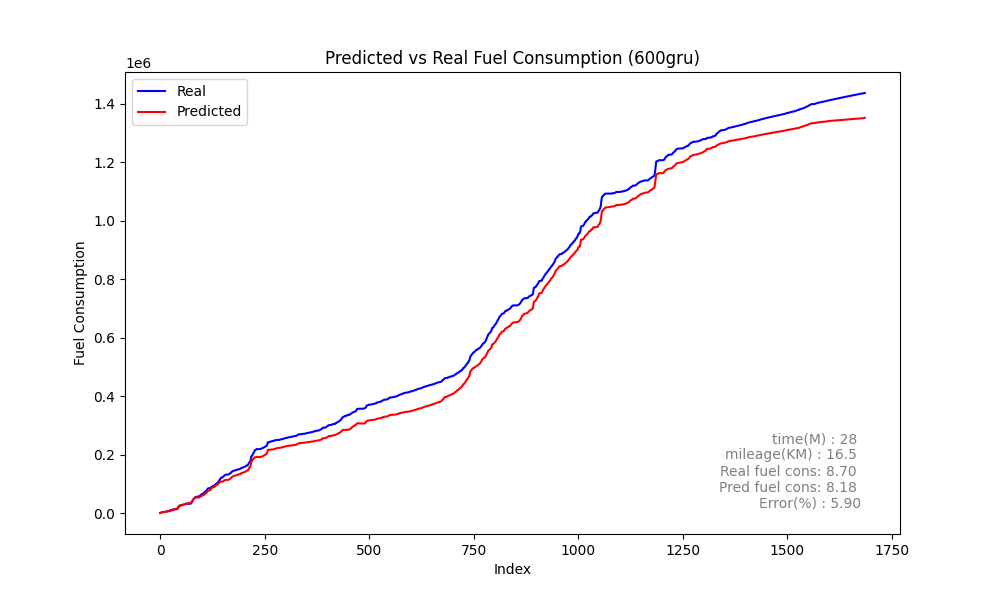 Predicted vs Real Fuel Consumption (600gru)
1e6
Real
Predicted
1.4
1.2
1.0
0.8
0.6
0.4
0.2
0.0
Fuel Consumption
time(M) : 28
mileage(KM) : 16.5
Real fuel cons: 8.70
Pred fuel cons: 8.18
Error(%) : 5.90
0 250 500 750 1000 1250 1500 1750
Index